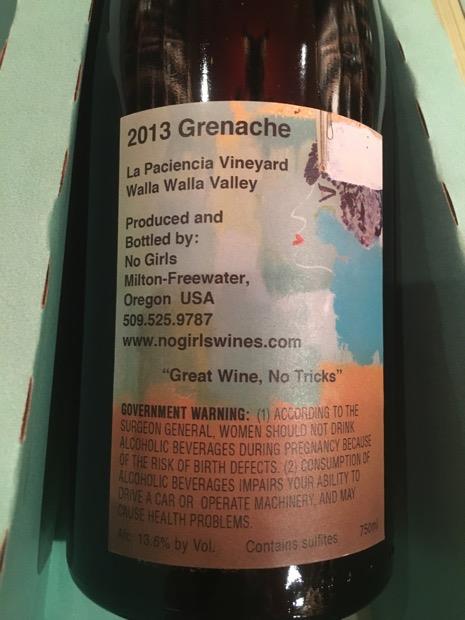 2013 Grenache
La Paciencia Vineyard
Walla Walla Valley
Produced and
Bottled by:
No Girls
Milton-Freewater,
Oregon USA
509.525.9787
www.nogirlswines.com
"Great Wine, No Tricks"
GOVERNMENT WARNING: (1) ACCORDING TO THE
SURGEON GENERAL, WOMEN SHOULD NOT DRINK
ALCOHOLIC BEVERAGES DURING PREGNANCY BECAUSE
OF THE RISK OF BIRTH DEFECTS. (2) CONSUMPTION OF
ALCOHOLIC BEVERAGES IMPAIRS YOUR ABILITY TO
DRIVE A CAR OR OPERATE MACHINERY, AND MAY
CAUSE HEALTH PROBLEMS.
Alc. 13.6% by Vol. Contains sulfites 750ml